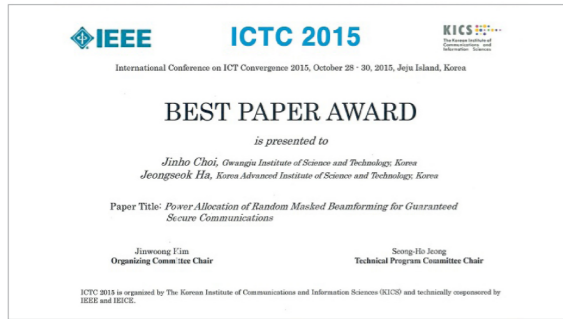 IEEE
ICTC 2015
KICS
The Korean Institute of
Communications and
Information Sciences
International Conference on ICT Convergence 2015, October 28 - 30, 2015, Jeju Island, Korea
BEST PAPER AWARD
is presented to
Jinho Choi, Gwangju Institute of Science and Technology, Korea
Jeongseok Ha, Korea Advanced Institute of Science and Technology, Korea
Paper Title: Power Allocation of Random Masked Beamforming for Guaranteed
Secure Communications
Jinwoong Kim
Organizing Committee Chair
Seong-Ho Jeong
Technical Program Committee Chair
ICTC 2015 is organized by The Korean Institute of Communications and Information Sciences (KICS) and technically cosponsored by
IEEE and IEICE.